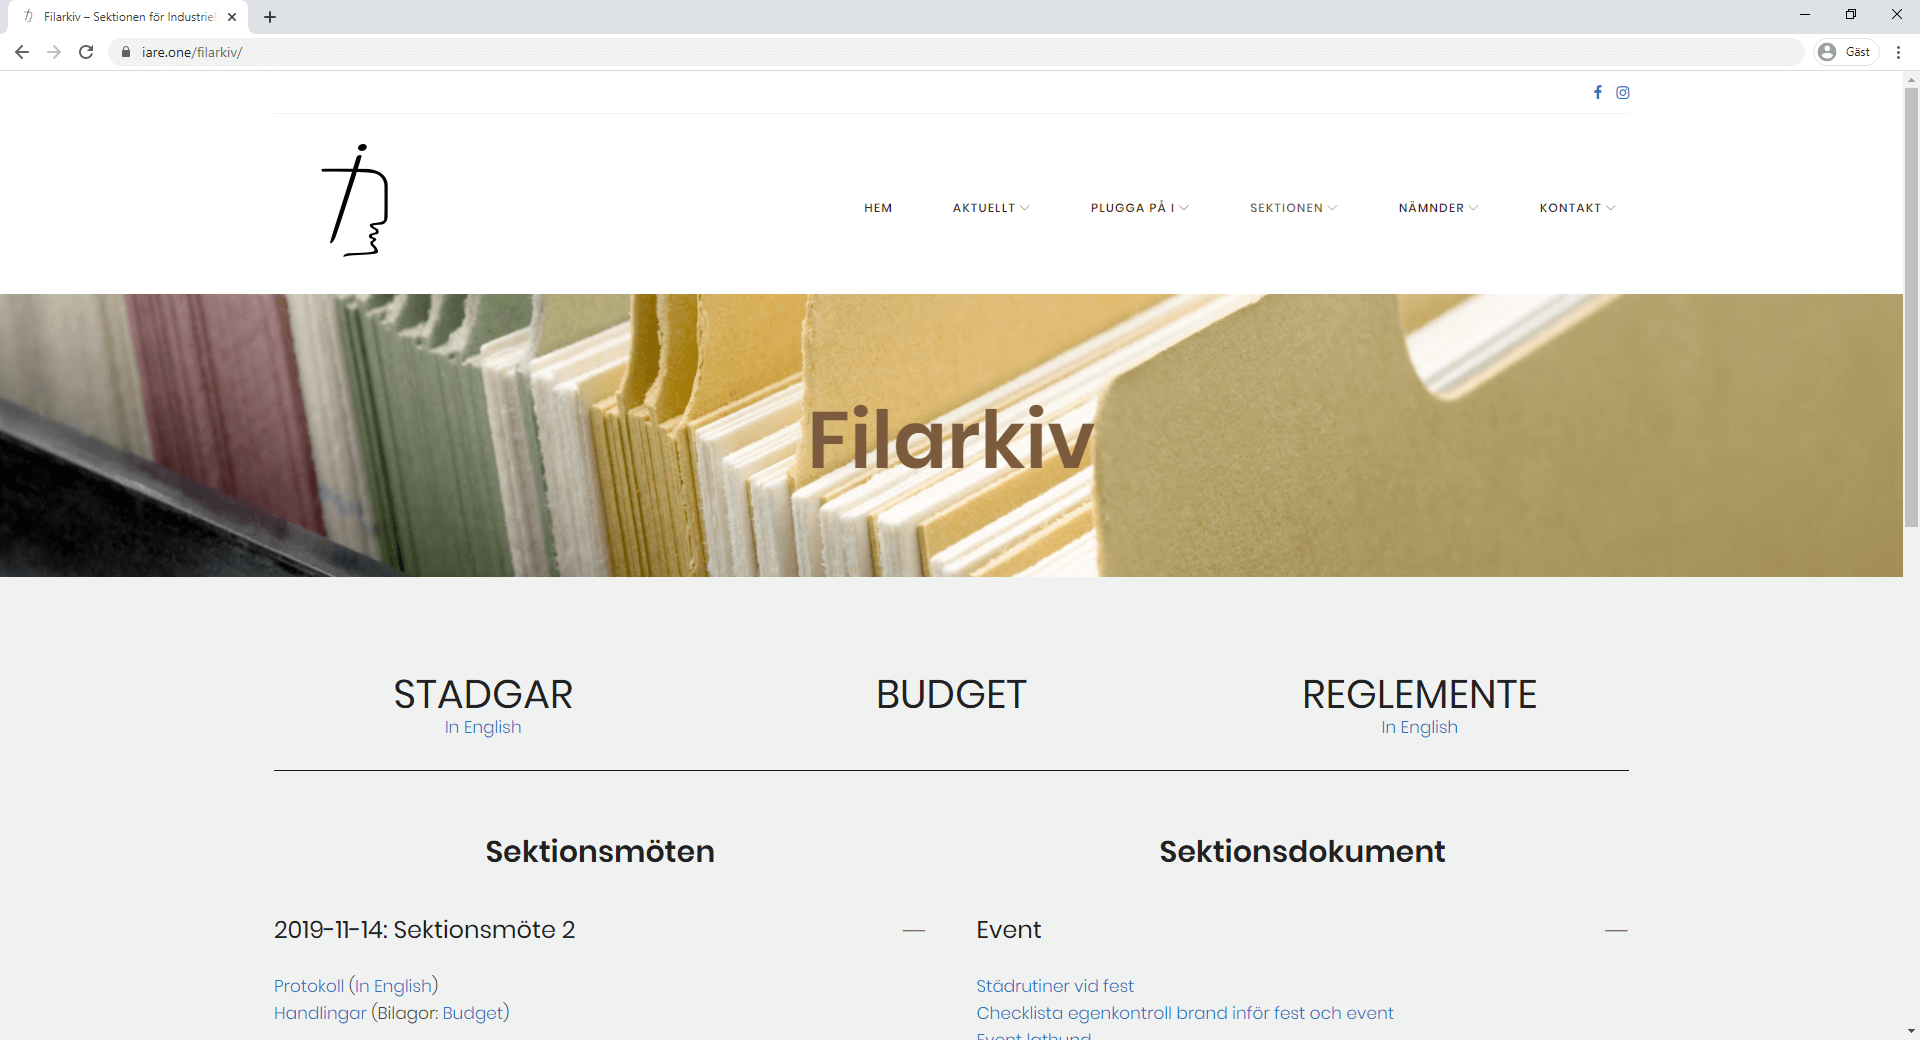 Filarkiv – Sektionen för Industriel
iare.one/filarkiv/
Gäst
HEM
AKTUELLT
PLUGGA PÅ I
SEKTIONEN
NÄMNDER
KONTAKT
Filarkiv
STADGAR
In English
BUDGET
REGLEMENTE
In English
Sektionsmöten
2019-11-14: Sektionsmöte 2
Protokoll (In English)
Handlingar (Bilagor: Budget)
Sektionsdokument
Event
Städrutiner vid fest
Checklista egenkontroll brand inför fest och event
Event lathund